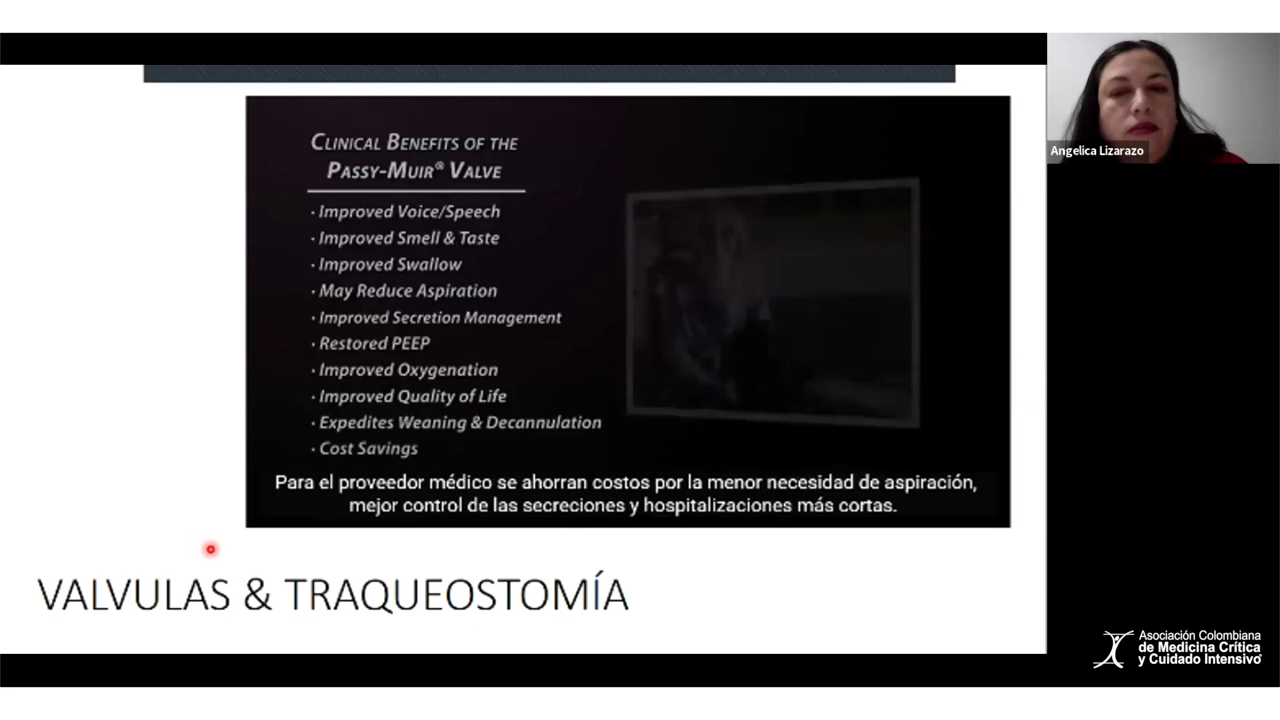 CLINICAL BENEFITS OF THE
PASSY-MUIR® VALVE
· Improved Voice/Speech
· Improved Smell & Taste
· Improved Swallow
· May Reduce Aspiration
· Improved Secretion Management
· Restored PEEP
· Improved Oxygenation
· Improved Quality of Life
· Expedites Weaning & Decannulation
· Cost Savings
Para el proveedor médico se ahorran costos por la menor necesidad de aspiración,
mejor control de las secreciones y hospitalizaciones más cortas.
VALVULAS & TRAQUEOSTOMÍA
Angelica Lizarazo
Asociación Colombiana
de Medicina Crítica
y Cuidado Intensivo